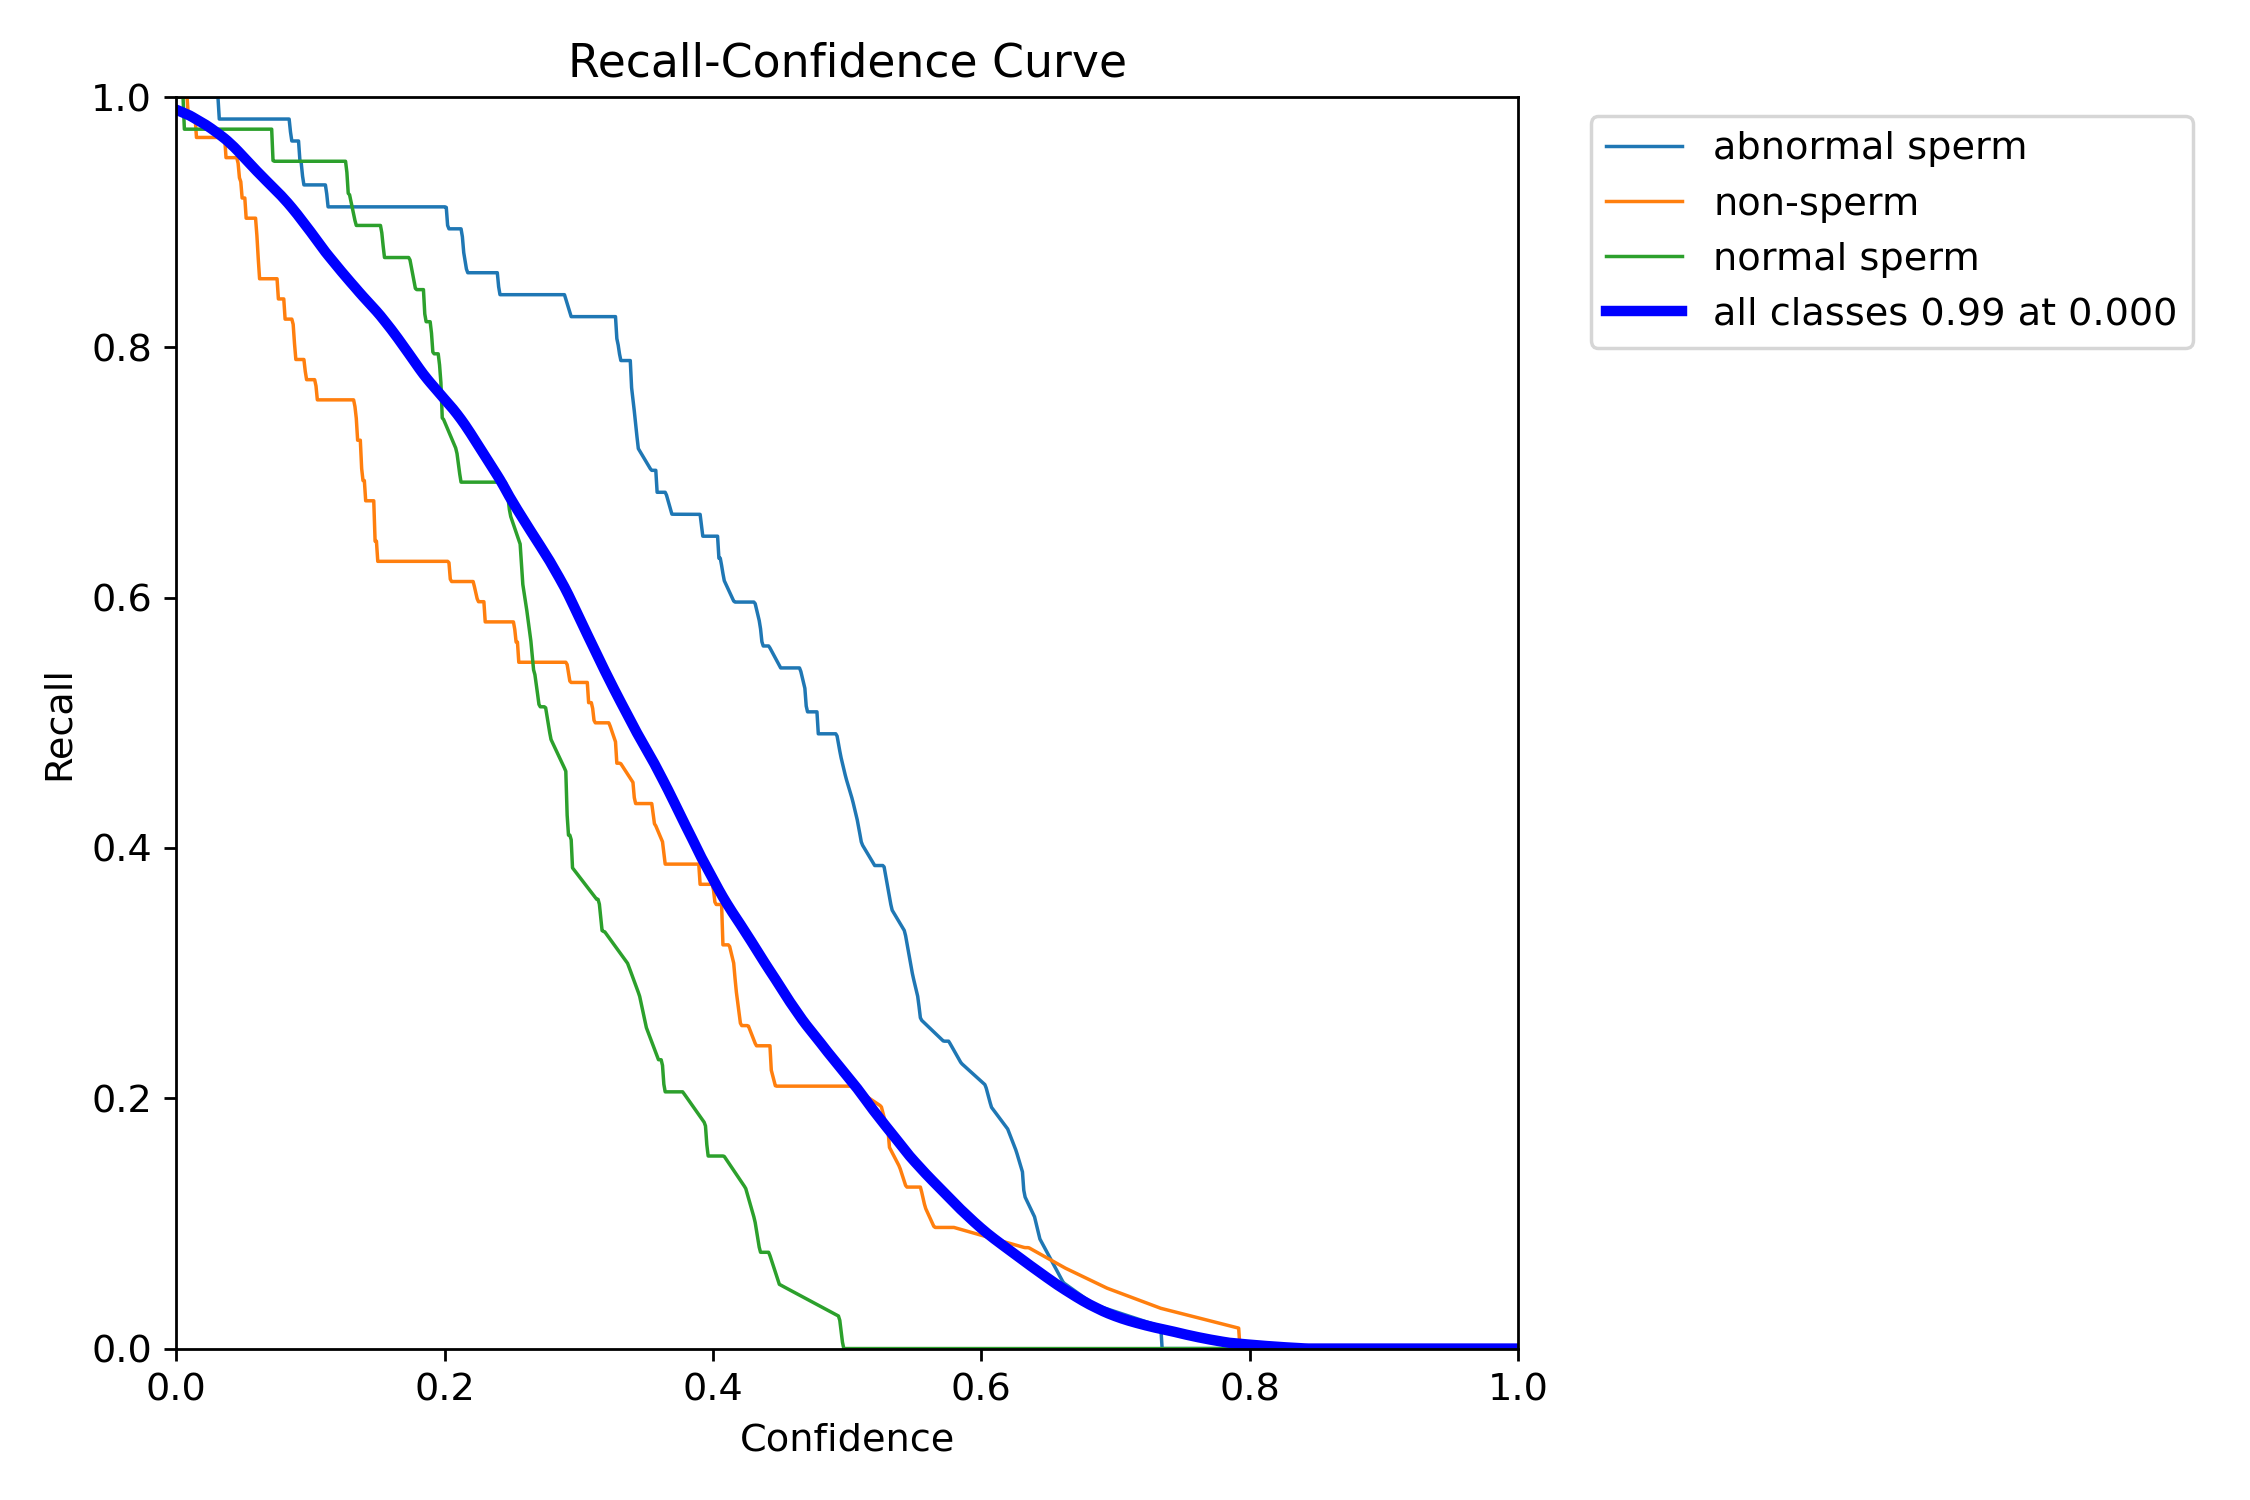 Recall-Confidence Curve
1.0
0.8
0.6
0.4
0.2
0.0
Recall
0.0 0.2 0.4 0.6 0.8 1.0
Confidence
abnormal sperm
non-sperm
normal sperm
all classes 0.99 at 0.000